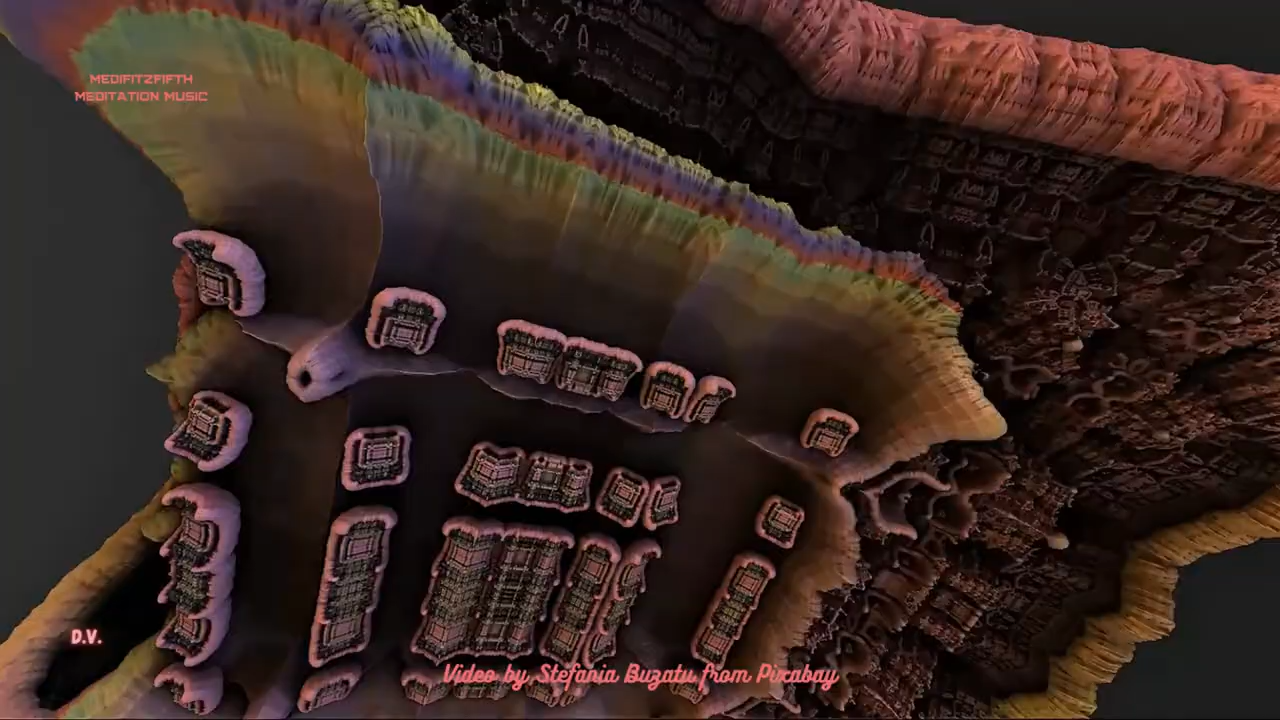 MEDIFITZFIFTH
MEDITATION MUSIC
D.V.
Video by Stefania Buzatu from Pixabay